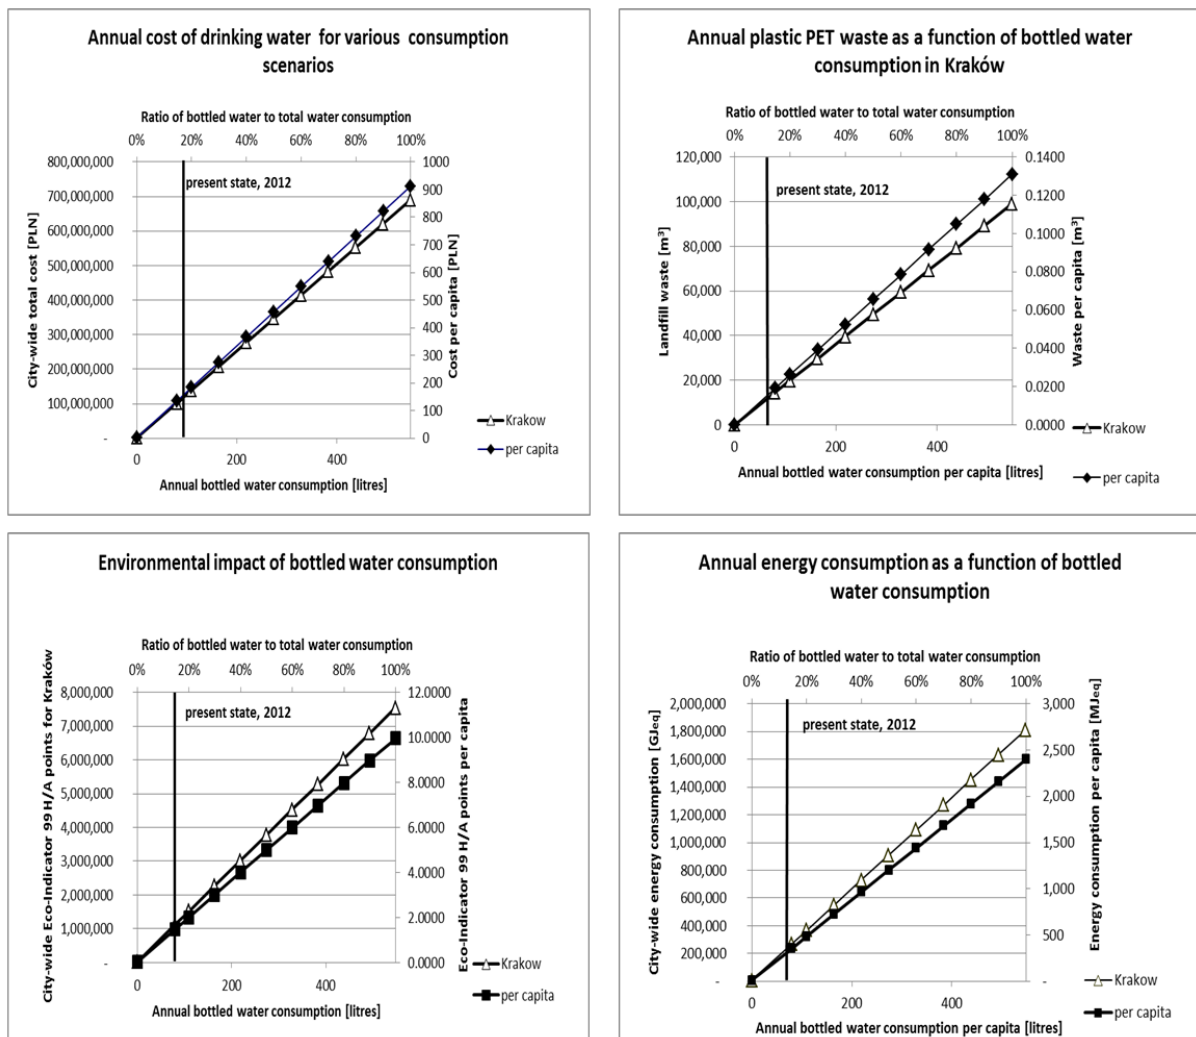 Annual cost of drinking water for various consumption
scenarios
Ratio of bottled water to total water consumption
0% 20% 40% 60% 80% 100%
800,000,000
700,000,000
600,000,000
500,000,000
400,000,000
300,000,000
200,000,000
100,000,000
-
City-wide total cost [PLN]
present state, 2012
1000
900
800
700
600
500
400
300
200
100
0
Cost per capita [PLN]
Krakow
per capita
0 200 400
Annual bottled water consumption [litres]
Annual plastic PET waste as a function of bottled water
consumption in Kraków
Ratio of bottled water to total water consumption
0% 20% 40% 60% 80% 100%
120,000
100,000
80,000
60,000
40,000
20,000
0
Landfill waste [m³]
present state, 2012
0.1400
0.1200
0.1000
0.0800
0.0600
0.0400
0.0200
0.0000
Waste per capita [m³]
Krakow
per capita
0 200 400
Annual bottled water consumption per capita [litres]
Environmental impact of bottled water consumption
Ratio of bottled water to total water consumption
0% 20% 40% 60% 80% 100%
8,000,000
7,000,000
6,000,000
5,000,000
4,000,000
3,000,000
2,000,000
1,000,000
-
City-wide Eco-Indicator 99 H/A points for Kraków
present state, 2012
12.0000
10.0000
8.0000
6.0000
4.0000
2.0000
0.0000
Eco-Indicator 99 H/A points per capita
Krakow
per capita
0 200 400
Annual bottled water consumption [litres]
Annual energy consumption as a function of bottled
water consumption
Ratio of bottled water to total water consumption
0% 20% 40% 60% 80% 100%
2,000,000
1,800,000
1,600,000
1,400,000
1,200,000
1,000,000
800,000
600,000
400,000
200,000
-
City-wide energy consumption [GJeq]
present state, 2012
3,000
2,500
2,000
1,500
1,000
500
-
Energy consumption per capita [MJeq]
Krakow
per capita
0 200 400
Annual bottled water consumption per capita [litres]